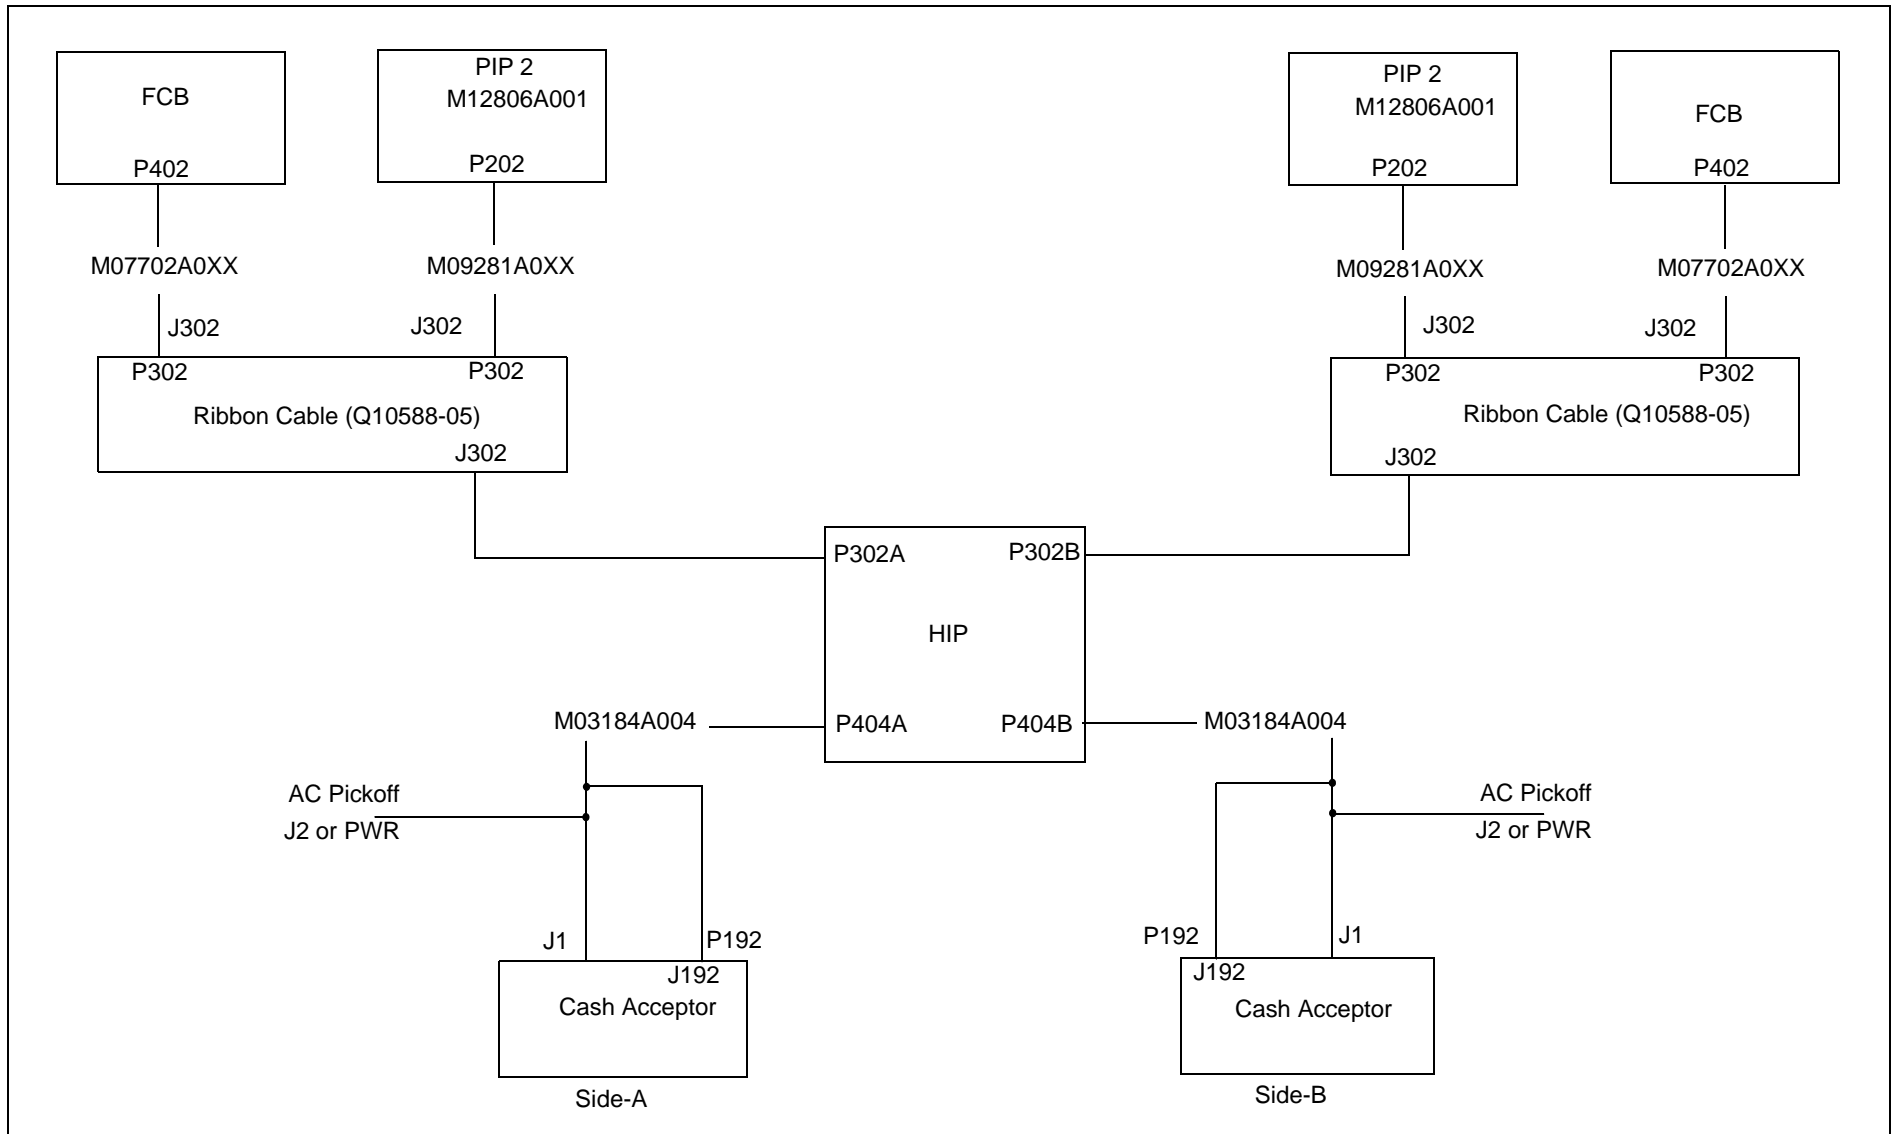 FCB
P402
PIP 2
M12806A001
P202
PIP 2
M12806A001
P202
FCB
P402
M07702A0XX
M09281A0XX
M09281A0XX
M07702A0XX
J302
J302
J302
J302
P302
P302
Ribbon Cable (Q10588-05)
J302
P302
P302
Ribbon Cable (Q10588-05)
J302
P302A
P302B
HIP
P404A
P404B
M03184A004
M03184A004
AC Pickoff
J2 or PWR
AC Pickoff
J2 or PWR
J1
P192
J192
Cash Acceptor
Side-A
P192
J1
J192
Cash Acceptor
Side-B